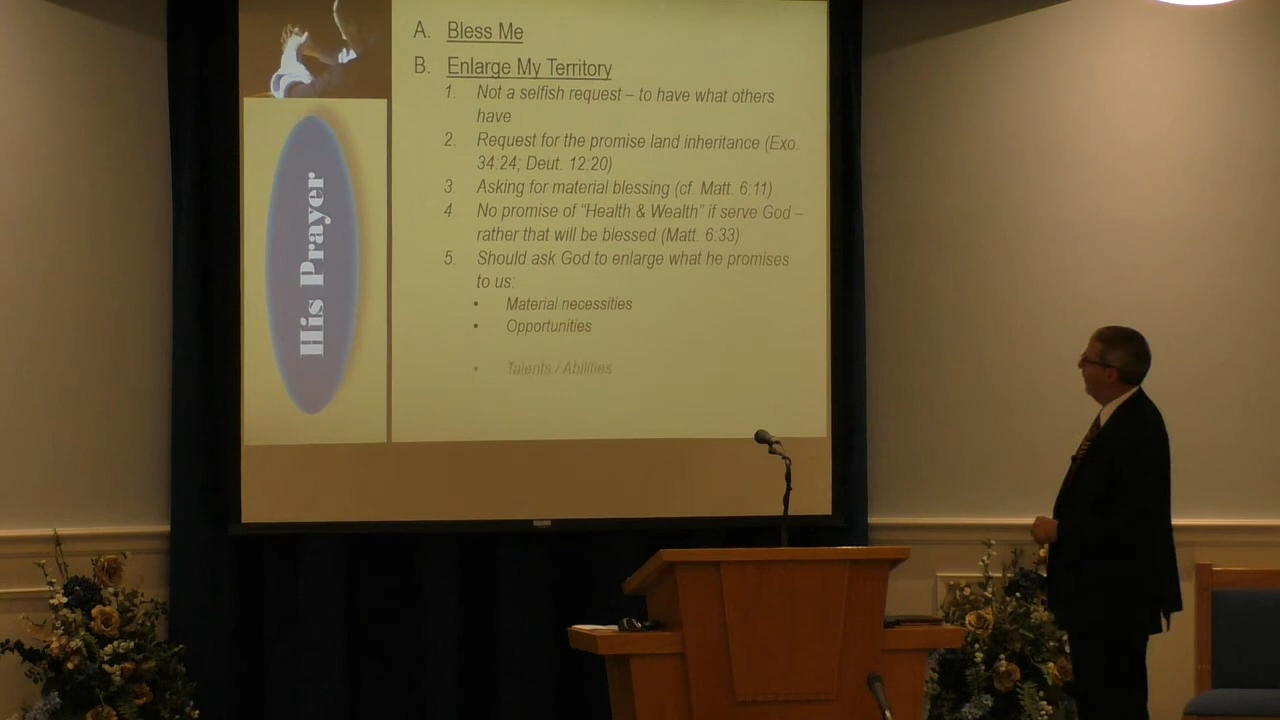 A. Bless Me
B. Enlarge My Territory
1. Not a selfish request – to have what others
have
2. Request for the promise land inheritance (Exo.
34:24; Deut. 12:20)
3. Asking for material blessing (cf. Matt. 6:11)
4. No promise of “Health & Wealth” if serve God –
rather that will be blessed (Matt. 6:33)
5. Should ask God to enlarge what he promises
to us:
• Material necessities
• Opportunities
• Talents / Abilities
His Prayer